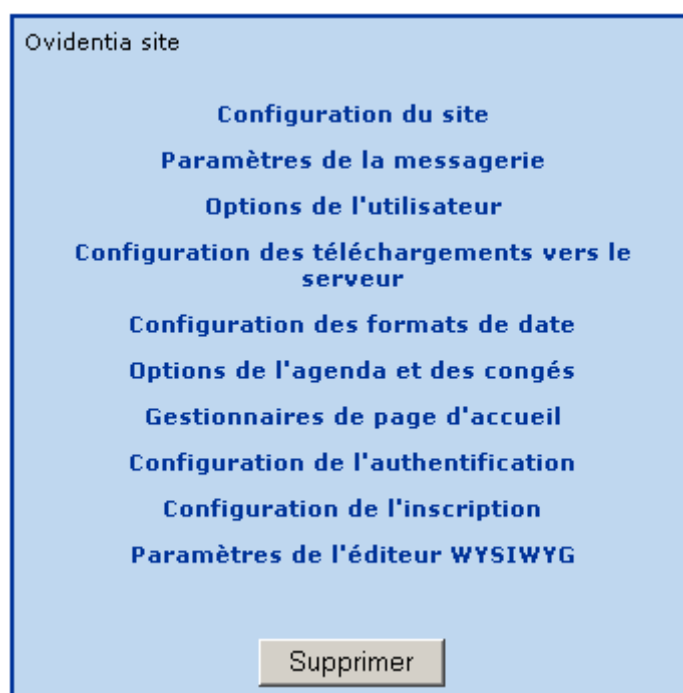 Ovidentia site
Configuration du site
Paramètres de la messagerie
Options de l'utilisateur
Configuration des téléchargements vers le
serveur
Configuration des formats de date
Options de l'agenda et des congés
Gestionnaires de page d'accueil
Configuration de l'authentification
Configuration de l'inscription
Paramètres de l'éditeur WYSIWYG
Supprimer